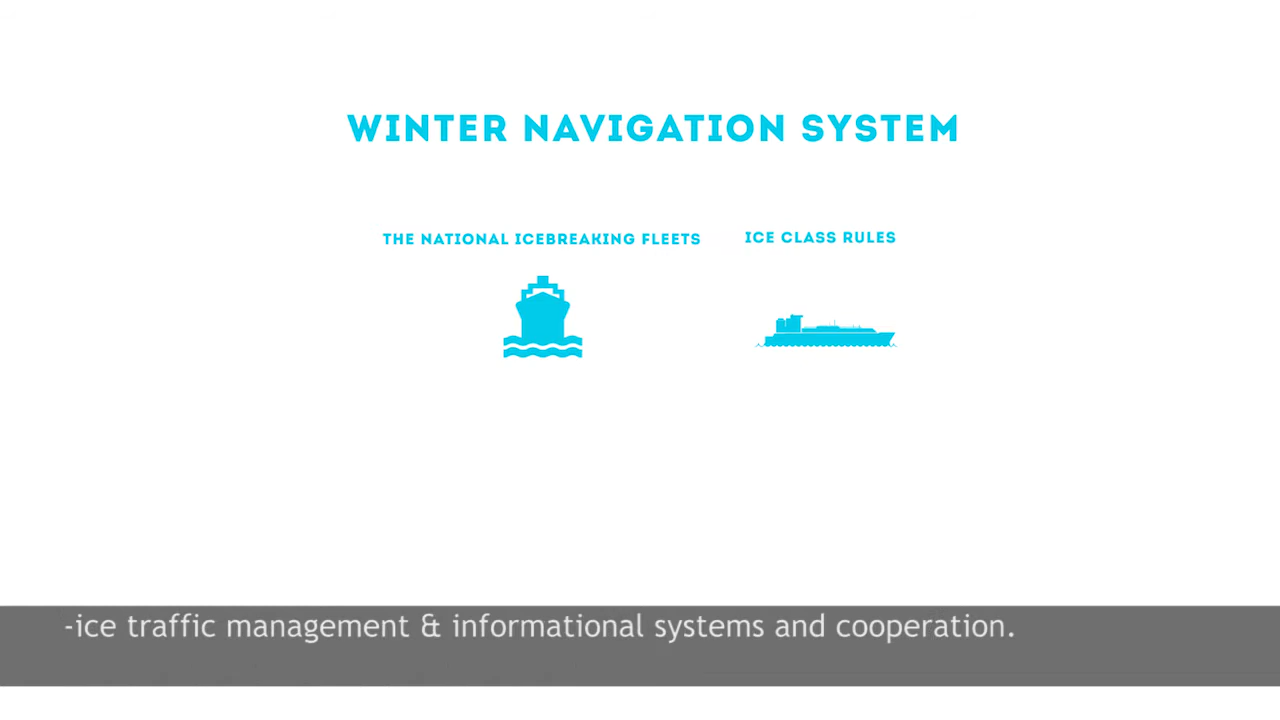 WINTER NAVIGATION SYSTEM
THE NATIONAL ICEBREAKING FLEETS
ICE CLASS RULES
-ice traffic management & informational systems and cooperation.